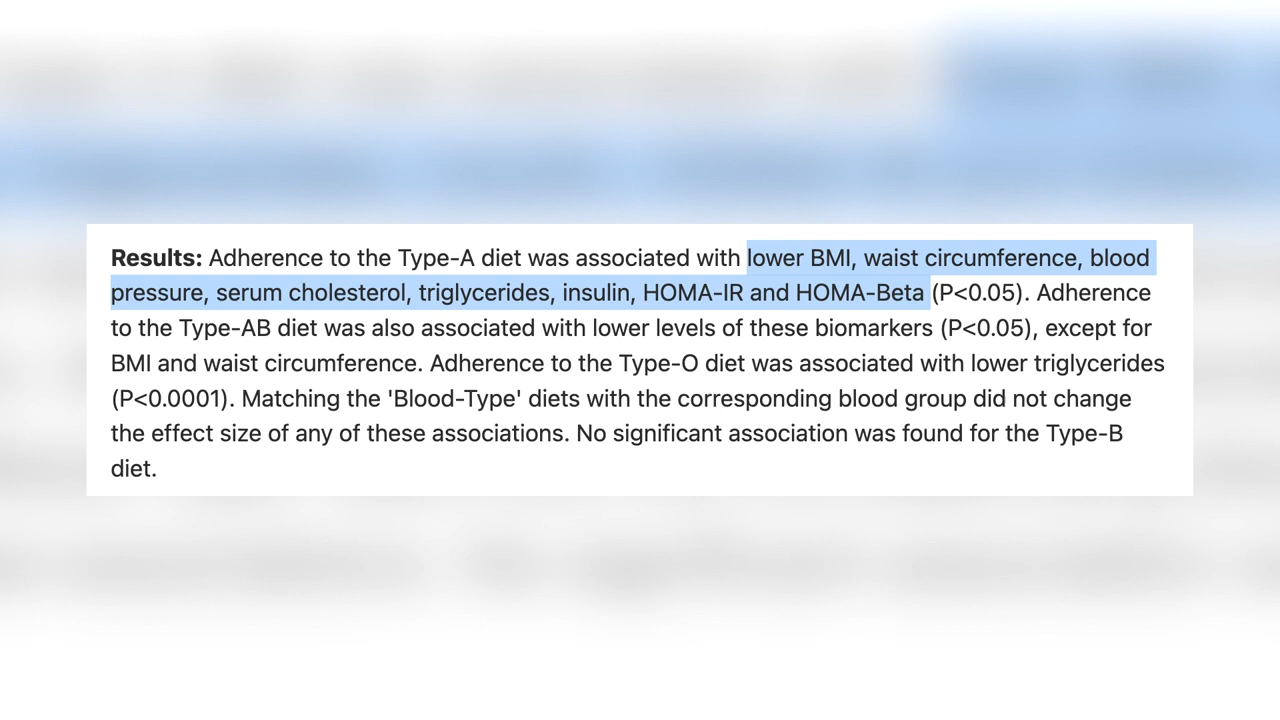 Results: Adherence to the Type-A diet was associated with lower BMI, waist circumference, blood
pressure, serum cholesterol, triglycerides, insulin, HOMA-IR and HOMA-Beta (P<0.05). Adherence
to the Type-AB diet was also associated with lower levels of these biomarkers (P<0.05), except for
BMI and waist circumference. Adherence to the Type-O diet was associated with lower triglycerides
(P<0.0001). Matching the 'Blood-Type' diets with the corresponding blood group did not change
the effect size of any of these associations. No significant association was found for the Type-B
diet.